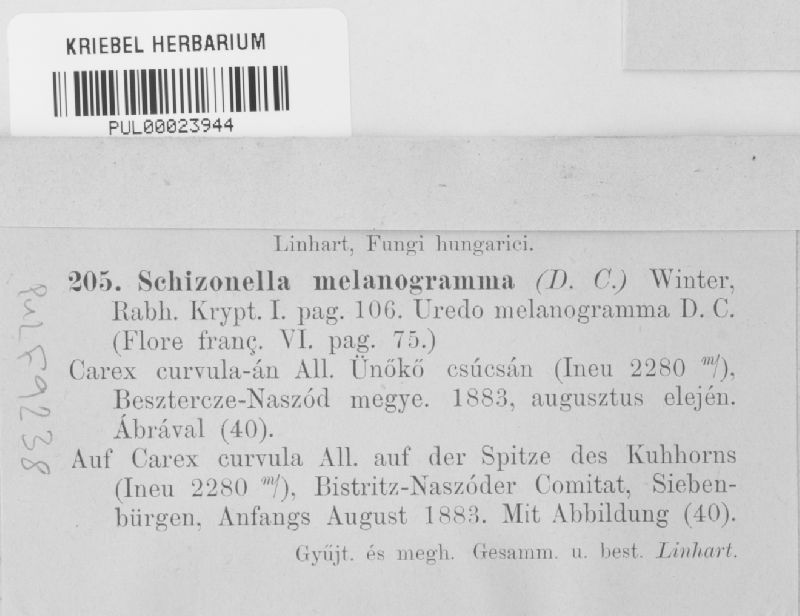 KRIEBEL HERBARIUM
PUL00023944
Linhart, Fungi hungarici.
205. Schizonella melanogramma (D. C.) Winter,
Rabh. Krypt. I. pag. 106. Uredo melanogramma D. C.
(Flore franç. VI. pag. 75.)
Carex curvula-án All. Ünőkő csúcsán (Ineu 2280 m/),
Besztercze-Naszód megye. 1883, augusztus elején.
Ábrával (40).
Auf Carex curvula All. auf der Spitze des Kuhhorns
(Ineu 2280 m/), Bistritz-Naszóder Comitat, Sieben-
bürgen, Anfangs August 1883. Mit Abbildung (40).
Gyűjt. és megh. Gesamm. u. best. Linhart.
PUL F9238